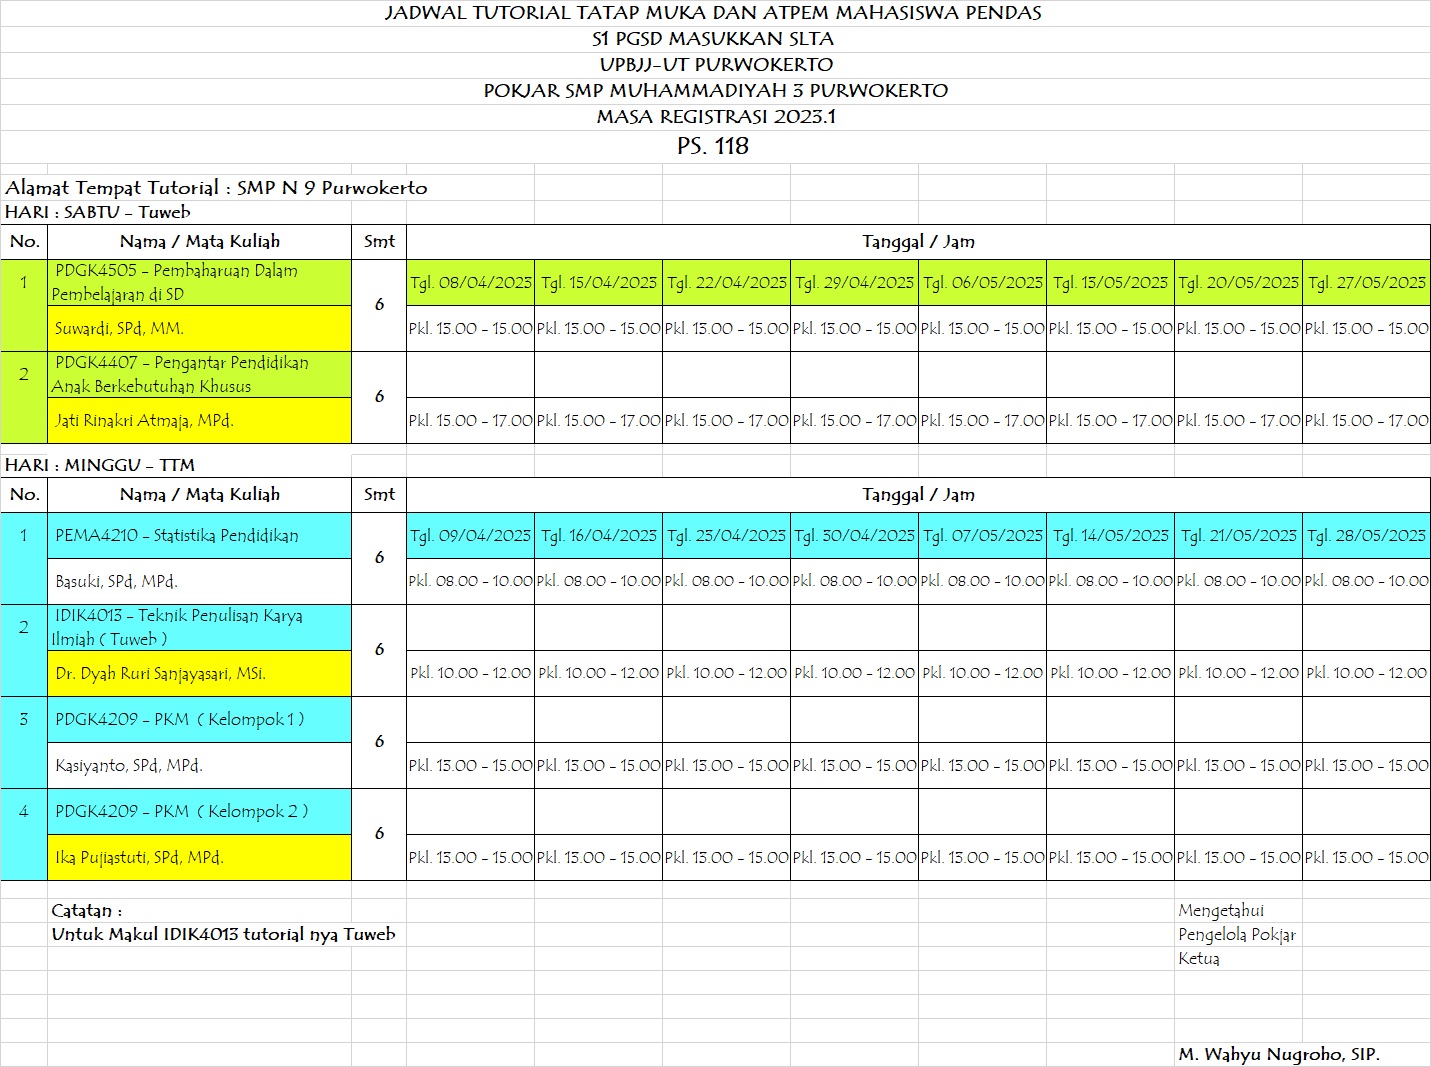 JADWAL TUTORIAL TATAP MUKA DAN ATPEM MAHASISWA PENDAS
S1 PGSD MASUKKAN SLTA
UPBJJ-UT PURWOKERTO
POKJAR SMP MUHAMMADIYAH 3 PURWOKERTO
MASA REGISTRASI 2023.1
PS. 118
Alamat Tempat Tutorial : SMP N 9 Purwokerto
HARI : SABTU - Tuweb
No. Nama / Mata Kuliah Smt Tanggal / Jam
1 PDGK4505 - Pembaharuan Dalam
Pembelajaran di SD
6 Tgl. 08/04/2023 Tgl. 15/04/2023 Tgl. 22/04/2023 Tgl. 29/04/2023 Tgl. 06/05/2023 Tgl. 13/05/2023 Tgl. 20/05/2023 Tgl. 27/05/2023
Suwardi, SPd, MM. Pkl. 13.00 - 15.00 Pkl. 13.00 - 15.00 Pkl. 13.00 - 15.00 Pkl. 13.00 - 15.00 Pkl. 13.00 - 15.00 Pkl. 13.00 - 15.00 Pkl. 13.00 - 15.00 Pkl. 13.00 - 15.00
2 PDGK4407 - Pengantar Pendidikan
Anak Berkebutuhan Khusus
6
Jati Rinakri Atmaja, MPd. Pkl. 15.00 - 17.00 Pkl. 15.00 - 17.00 Pkl. 15.00 - 17.00 Pkl. 15.00 - 17.00 Pkl. 15.00 - 17.00 Pkl. 15.00 - 17.00 Pkl. 15.00 - 17.00 Pkl. 15.00 - 17.00
HARI : MINGGU - TTM
No. Nama / Mata Kuliah Smt Tanggal / Jam
1 PEMA4210 - Statistika Pendidikan 6 Tgl. 09/04/2023 Tgl. 16/04/2023 Tgl. 23/04/2023 Tgl. 30/04/2023 Tgl. 07/05/2023 Tgl. 14/05/2023 Tgl. 21/05/2023 Tgl. 28/05/2023
Basuki, SPd, MPd. Pkl. 08.00 - 10.00 Pkl. 08.00 - 10.00 Pkl. 08.00 - 10.00 Pkl. 08.00 - 10.00 Pkl. 08.00 - 10.00 Pkl. 08.00 - 10.00 Pkl. 08.00 - 10.00 Pkl. 08.00 - 10.00
2 IDIK4013 - Teknik Penulisan Karya
Ilmiah ( Tuweb )
6
Dr. Dyah Ruri Sanjayasari, MSi. Pkl. 10.00 - 12.00 Pkl. 10.00 - 12.00 Pkl. 10.00 - 12.00 Pkl. 10.00 - 12.00 Pkl. 10.00 - 12.00 Pkl. 10.00 - 12.00 Pkl. 10.00 - 12.00 Pkl. 10.00 - 12.00
3 PDGK4209 - PKM ( Kelompok 1 ) 6
Kasiyanto, SPd, MPd. Pkl. 13.00 - 15.00 Pkl. 13.00 - 15.00 Pkl. 13.00 - 15.00 Pkl. 13.00 - 15.00 Pkl. 13.00 - 15.00 Pkl. 13.00 - 15.00 Pkl. 13.00 - 15.00 Pkl. 13.00 - 15.00
4 PDGK4209 - PKM ( Kelompok 2 ) 6
Ika Pujiastuti, SPd, MPd. Pkl. 13.00 - 15.00 Pkl. 13.00 - 15.00 Pkl. 13.00 - 15.00 Pkl. 13.00 - 15.00 Pkl. 13.00 - 15.00 Pkl. 13.00 - 15.00 Pkl. 13.00 - 15.00 Pkl. 13.00 - 15.00
Catatan :
Untuk Makul IDIK4013 tutorial nya Tuweb
Mengetahui
Pengelola Pokjar
Ketua
M. Wahyu Nugroho, SIP.